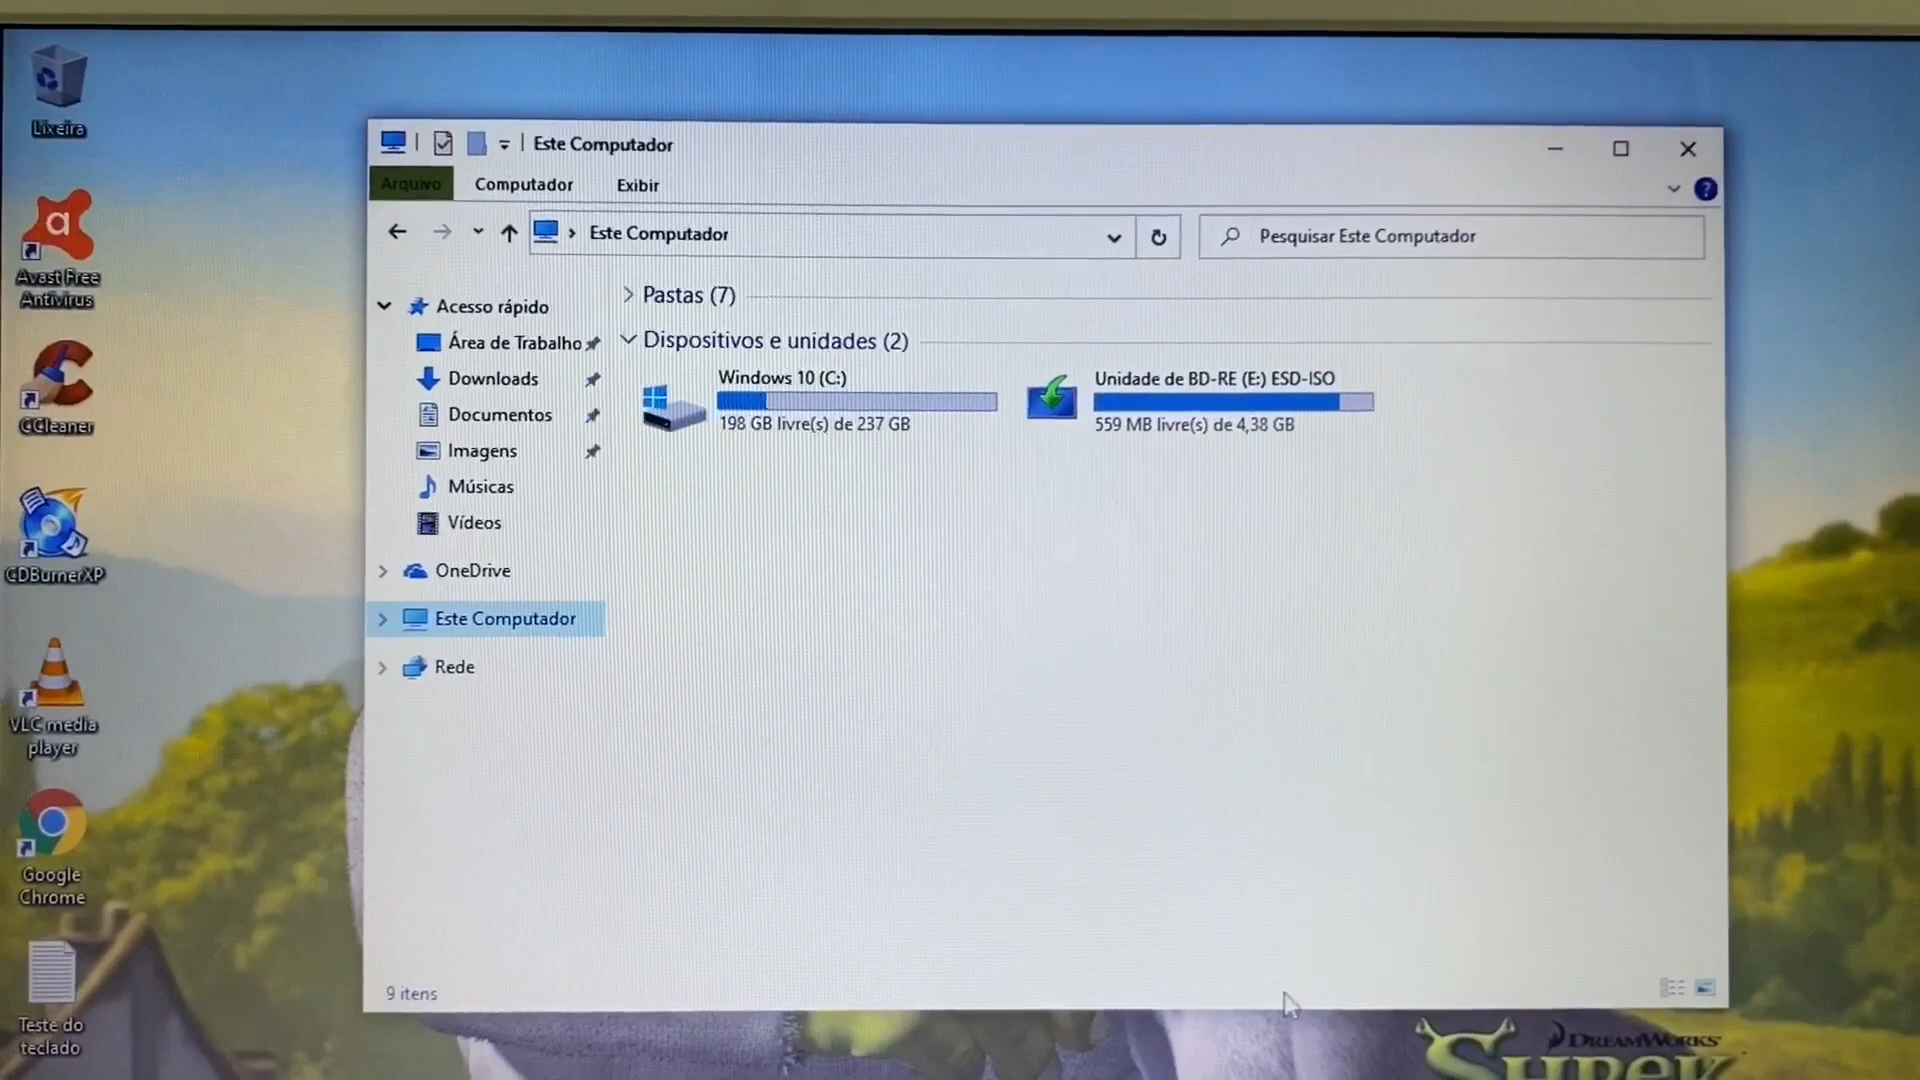 Lixeira
Avast Free
Antivirus
CCleaner
CDBurnerXP
VLC media
player
Google
Chrome
Teste do
teclado
Este Computador
Arquivo
Computador
Exibir
?
Este Computador
Pesquisar Este Computador
Acesso rápido
Área de Trabalho
Downloads
Documentos
Imagens
Músicas
Vídeos
OneDrive
Este Computador
Rede
Pastas (7)
Dispositivos e unidades (2)
Windows 10 (C:)
198 GB livre(s) de 237 GB
Unidade de BD-RE (E:) ESD-ISO
559 MB livre(s) de 4,38 GB
9 itens
DREAMWORKS
SHREK